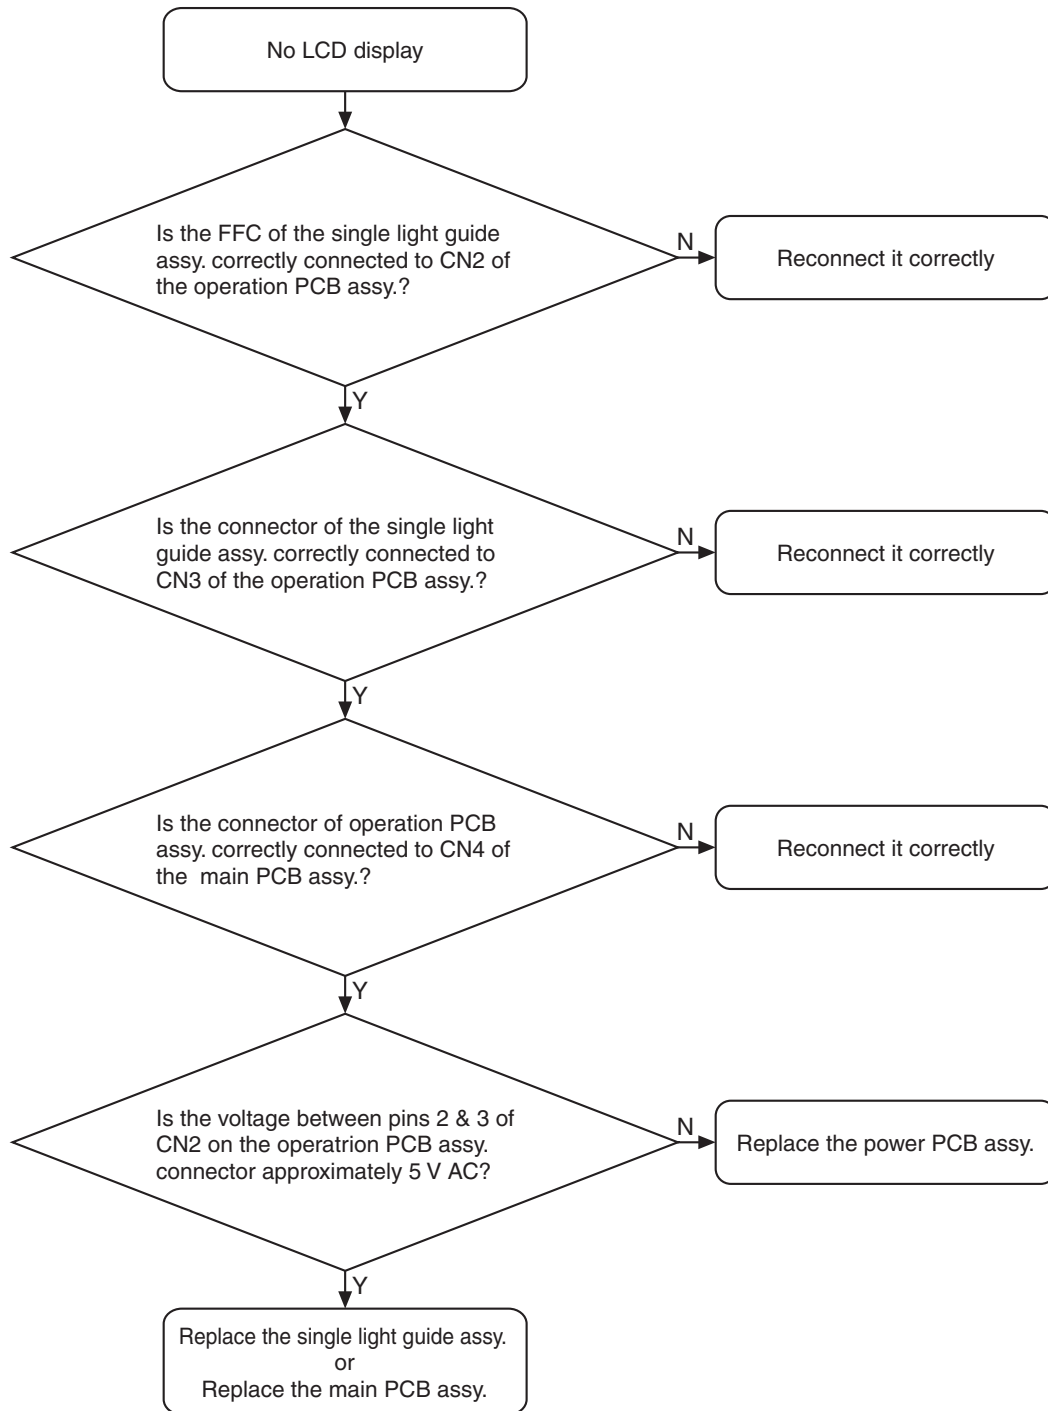 No LCD display
Is the FFC of the single light guide
assy. correctly connected to CN2 of
the operation PCB assy.?
N
Reconnect it correctly
Y
Is the connector of the single light
guide assy. correctly connected to
CN3 of the operation PCB assy.?
N
Reconnect it correctly
Y
Is the connector of operation PCB
assy. correctly connected to CN4 of
the  main PCB assy.?
N
Reconnect it correctly
Y
Is the voltage between pins 2 & 3 of
CN2 on the operatrion PCB assy.
connector approximately 5 V AC?
N
Replace the power PCB assy.
Y
Replace the single light guide assy.
or
Replace the main PCB assy.